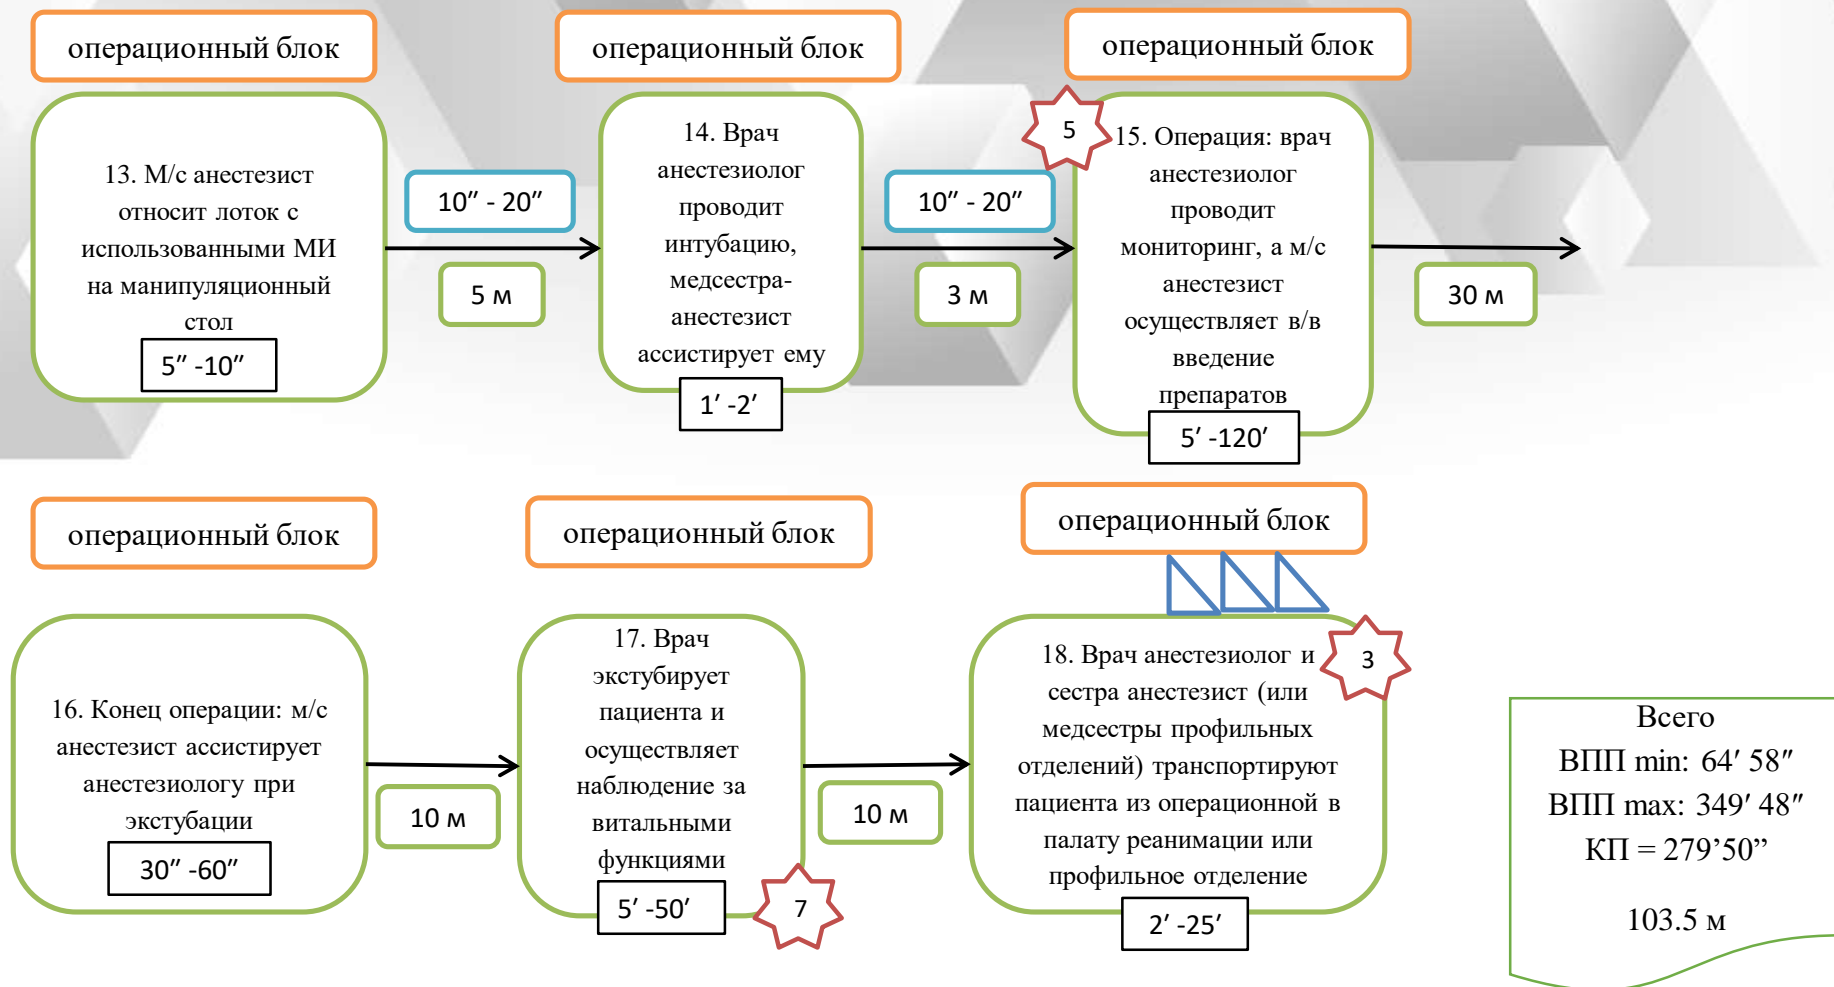 операционный блок
операционный блок
операционный блок
13. М/с анестезист
относит лоток с
использованными МИ
на манипуляционный
стол
5″ -10″
10″ - 20″
5 м
14. Врач
анестезиолог
проводит
интубацию,
медсестра-
анестезист
ассистирует ему
1′ -2′
10″ - 20″
3 м
5
15. Операция: врач
анестезиолог
проводит
мониторинг, а м/с
анестезист
осуществляет в/в
введение
препаратов
5′ -120′
30 м
операционный блок
операционный блок
операционный блок
16. Конец операции: м/с
анестезист ассистирует
анестезиологу при
экстубации
30″ -60″
10 м
17. Врач
экстубирует
пациента и
осуществляет
наблюдение за
витальными
функциями
5′ -50′
7
10 м
18. Врач анестезиолог и
сестра анестезист (или
медсестры профильных
отделений) транспортируют
пациента из операционной в
палату реанимации или
профильное отделение
2′ -25′
3
Всего
ВПП min: 64′ 58″
ВПП max: 349′ 48″
КП = 279’50”
103.5 м